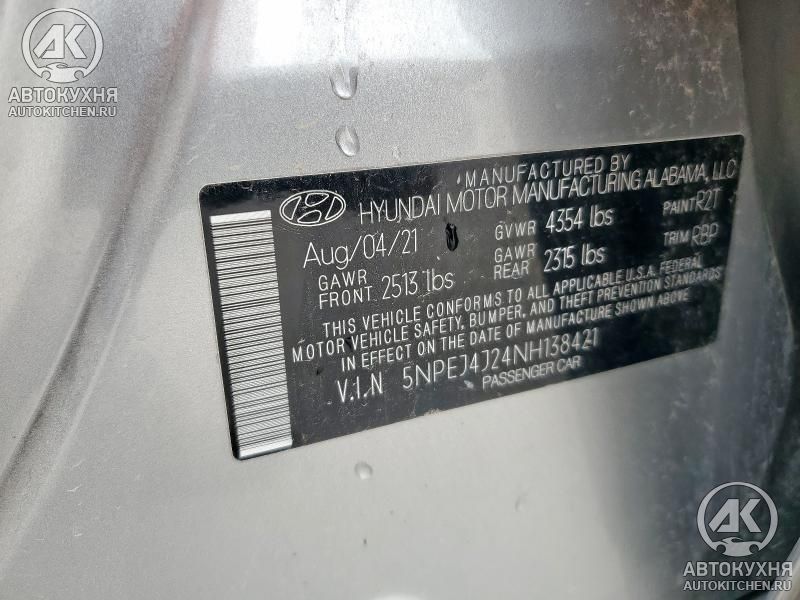 AK
АВТОКУХНЯ
AUTOKITCHEN.RU
MANUFACTURED BY
HYUNDAI MOTOR MANUFACTURING ALABAMA, LLC
Aug/04/21 GVWR 4354 lbs PAINT R2T
GAWR FRONT 2513 lbs GAWR REAR 2315 lbs TRIM RBP
THIS VEHICLE CONFORMS TO ALL APPLICABLE U.S.A. FEDERAL
MOTOR VEHICLE SAFETY, BUMPER, AND THEFT PREVENTION STANDARDS
IN EFFECT ON THE DATE OF MANUFACTURE SHOWN ABOVE.
V.I.N 5NPEJ4J24NH138421
PASSENGER CAR
AK
АВТОКУХНЯ
AUTOKITCHEN.RU